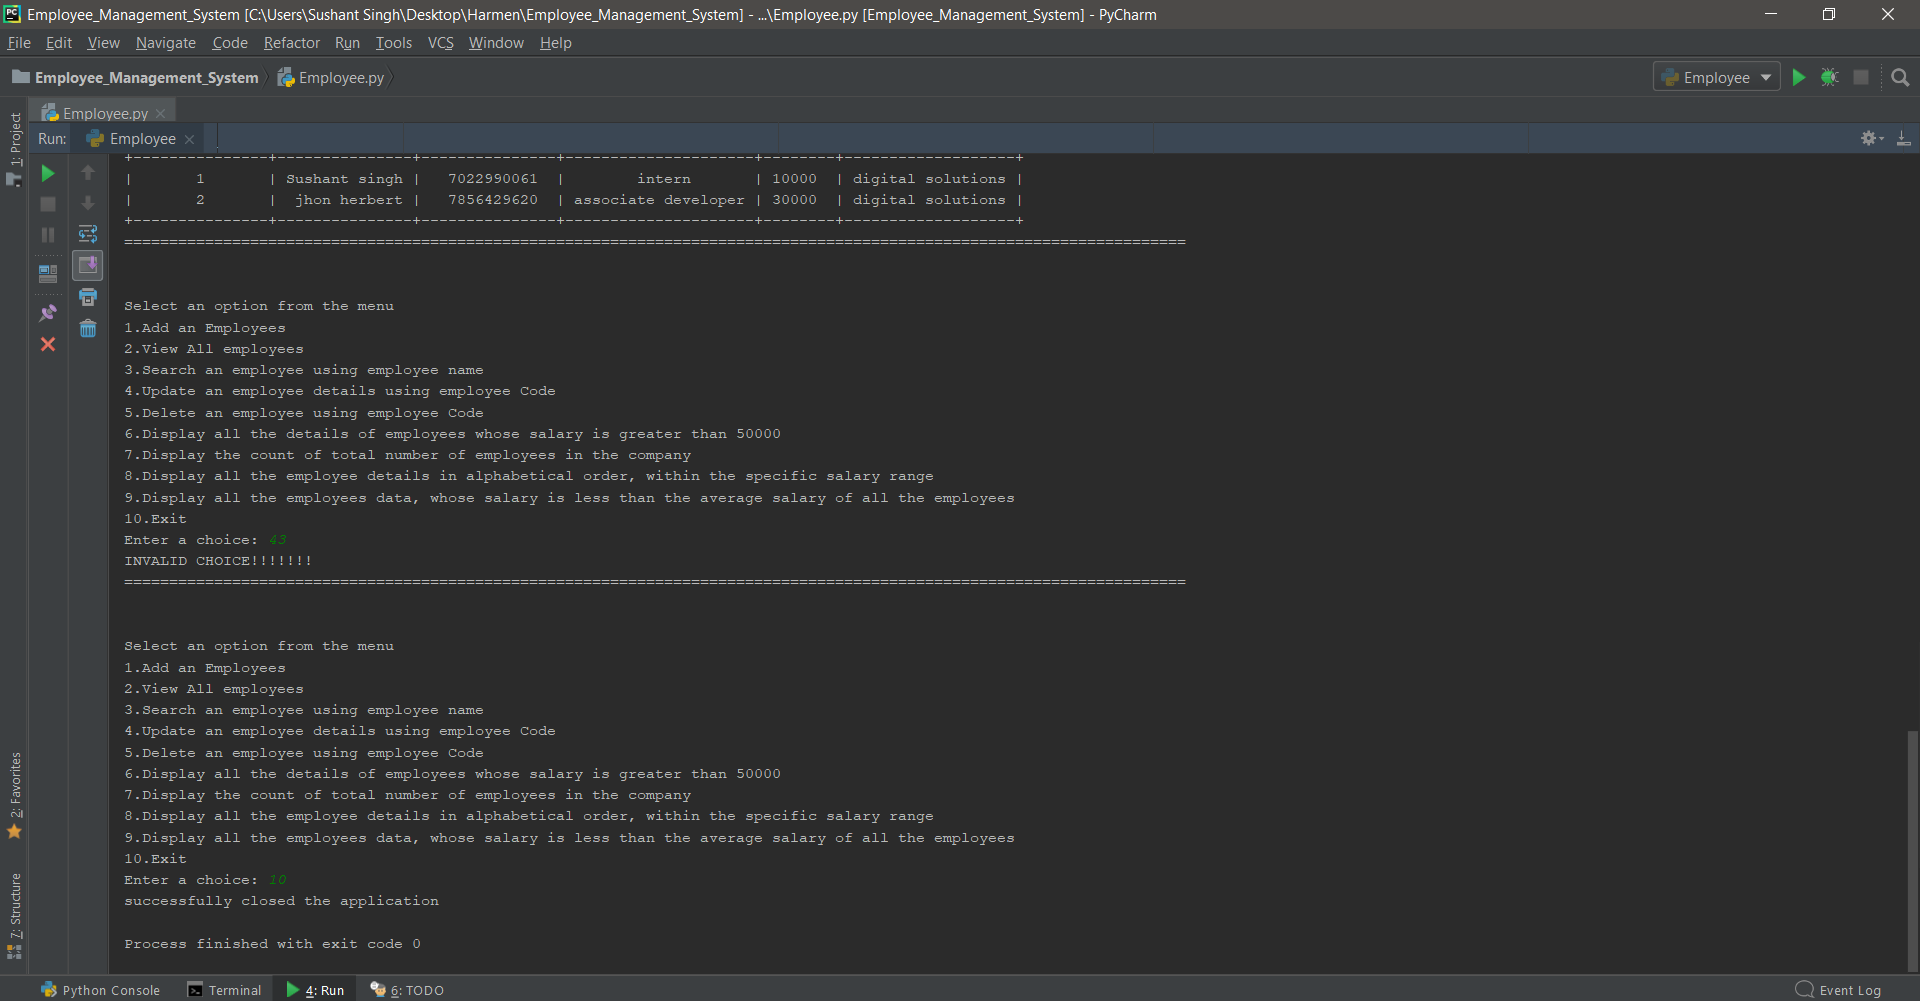 Employee_Management_System [C:\Users\Sushant Singh\Desktop\Harmen\Employee_Management_System] - ...\Employee.py [Employee_Management_System] - PyCharm
File Edit View Navigate Code Refactor Run Tools VCS Window Help
Employee_Management_System Employee.py Employee
Employee.py
1: Project
Run: Employee
+---------------+---------------+---------------+---------------------+--------+-------------------+
| 1 | Sushant singh | 7022990061 | intern | 10000 | digital solutions |
| 2 | jhon herbert | 7856429620 | associate developer | 30000 | digital solutions |
+---------------+---------------+---------------+---------------------+--------+-------------------+
======================================================================================================================
Select an option from the menu
1.Add an Employees
2.View All employees
3.Search an employee using employee name
4.Update an employee details using employee Code
5.Delete an employee using employee Code
6.Display all the details of employees whose salary is greater than 50000
7.Display the count of total number of employees in the company
8.Display all the employee details in alphabetical order, within the specific salary range
9.Display all the employees data, whose salary is less than the average salary of all the employees
10.Exit
Enter a choice: 43
INVALID CHOICE!!!!!!!
======================================================================================================================
Select an option from the menu
1.Add an Employees
2.View All employees
3.Search an employee using employee name
4.Update an employee details using employee Code
5.Delete an employee using employee Code
6.Display all the details of employees whose salary is greater than 50000
7.Display the count of total number of employees in the company
8.Display all the employee details in alphabetical order, within the specific salary range
9.Display all the employees data, whose salary is less than the average salary of all the employees
10.Exit
Enter a choice: 10
successfully closed the application
Process finished with exit code 0
2: Favorites
7: Structure
Python Console Terminal 4: Run 6: TODO Event Log